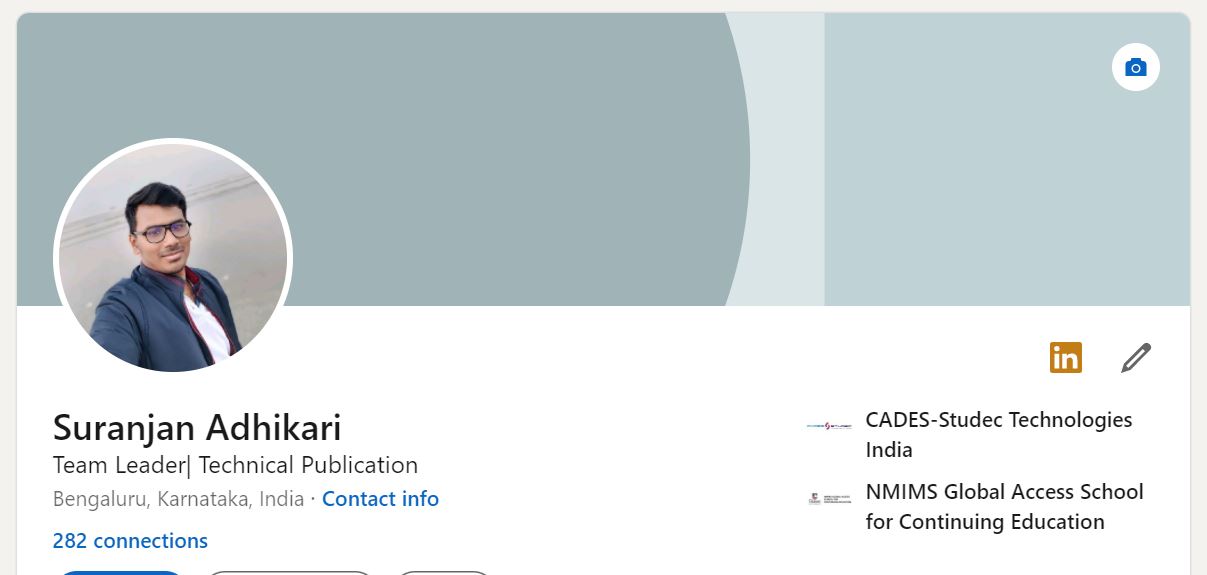 in
Suranjan Adhikari
Team Leader| Technical Publication
Bengaluru, Karnataka, India · Contact info
282 connections
CADES-Studec Technologies
India
NMIMS Global Access School
for Continuing Education